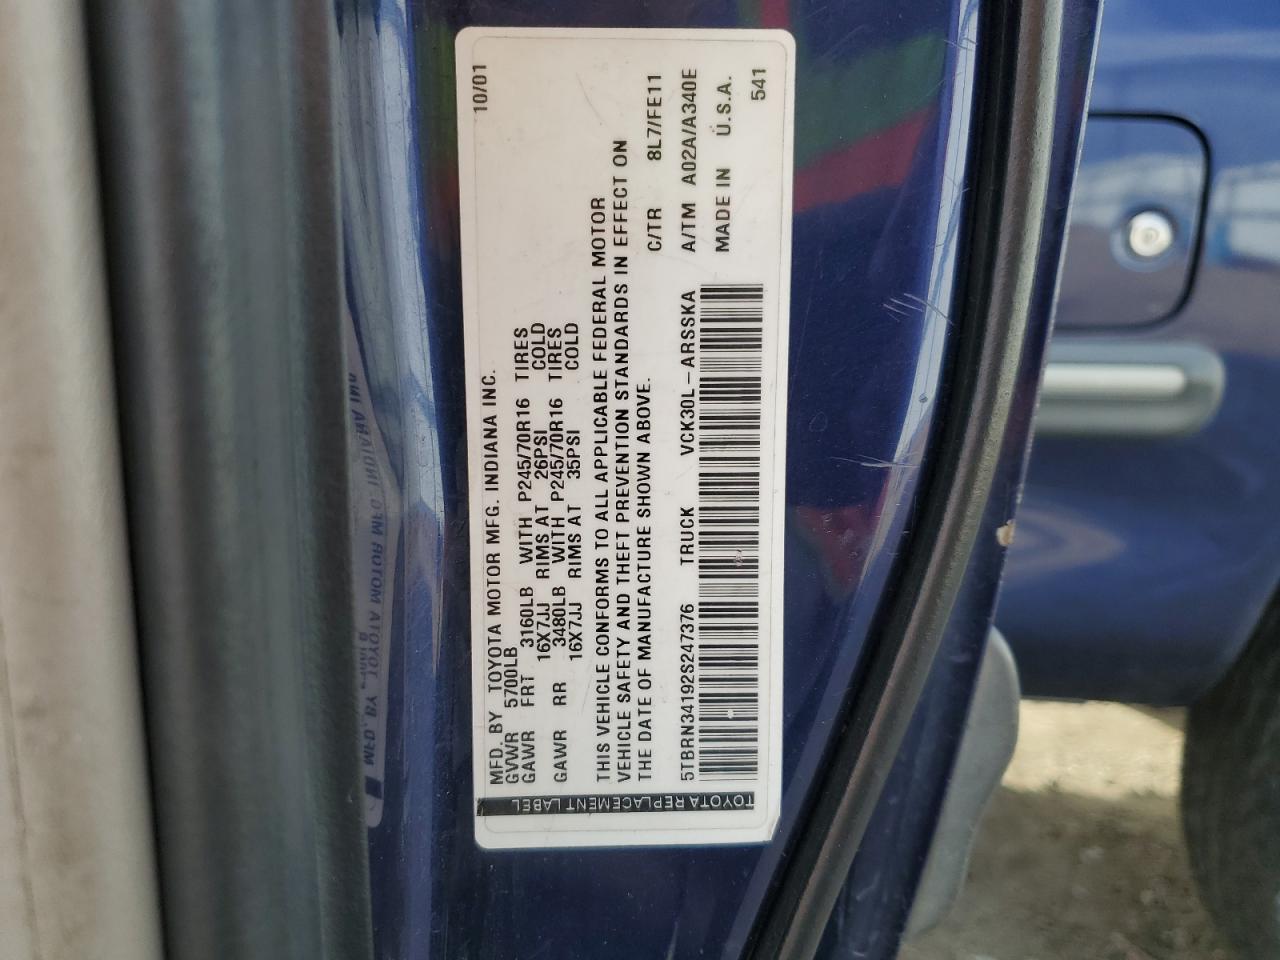 MFD. BY TOYOTA MOTOR MFG. INDIANA INC. 10/01
GVWR 5700LB
GAWR FRT 3160LB WITH P245/70R16 TIRES
16X7JJ RIMS AT 26PSI COLD
GAWR RR 3480LB WITH P245/70R16 TIRES
16X7JJ RIMS AT 35PSI COLD
THIS VEHICLE CONFORMS TO ALL APPLICABLE FEDERAL MOTOR
VEHICLE SAFETY AND THEFT PREVENTION STANDARDS IN EFFECT ON
THE DATE OF MANUFACTURE SHOWN ABOVE.
C/TR 8L7/FE11
5TBRN34192S247376 TRUCK VCK30L-ARSSKA A/TM A02A/A340E
MADE IN U.S.A.
541
TOYOTA REPLACEMENT LABEL